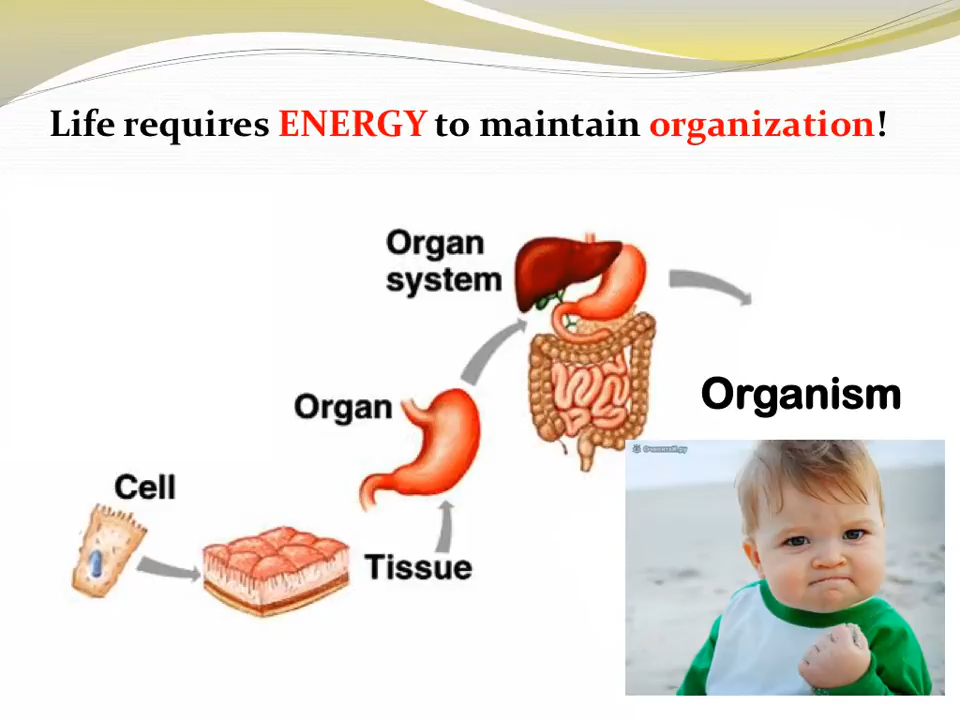 Life requires ENERGY to maintain organization!
Organ
system
Organ
Organism
Cell
Tissue